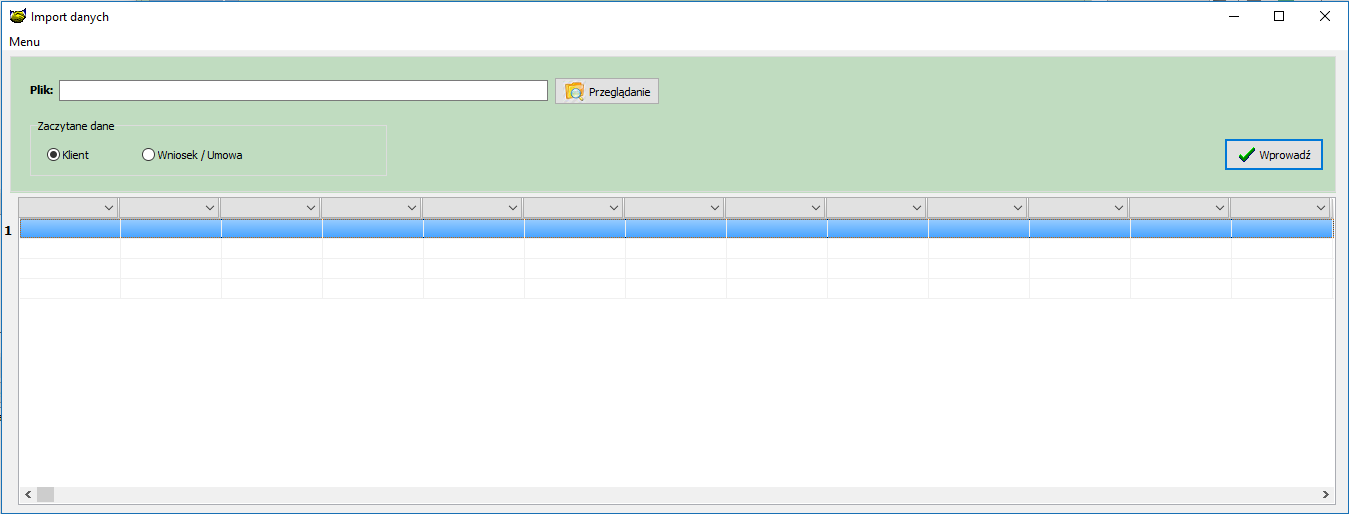 Import danych
Menu
Plik:
Przeglądanie
Zaczytane dane
Klient
Wniosek / Umowa
Wprowadź
1